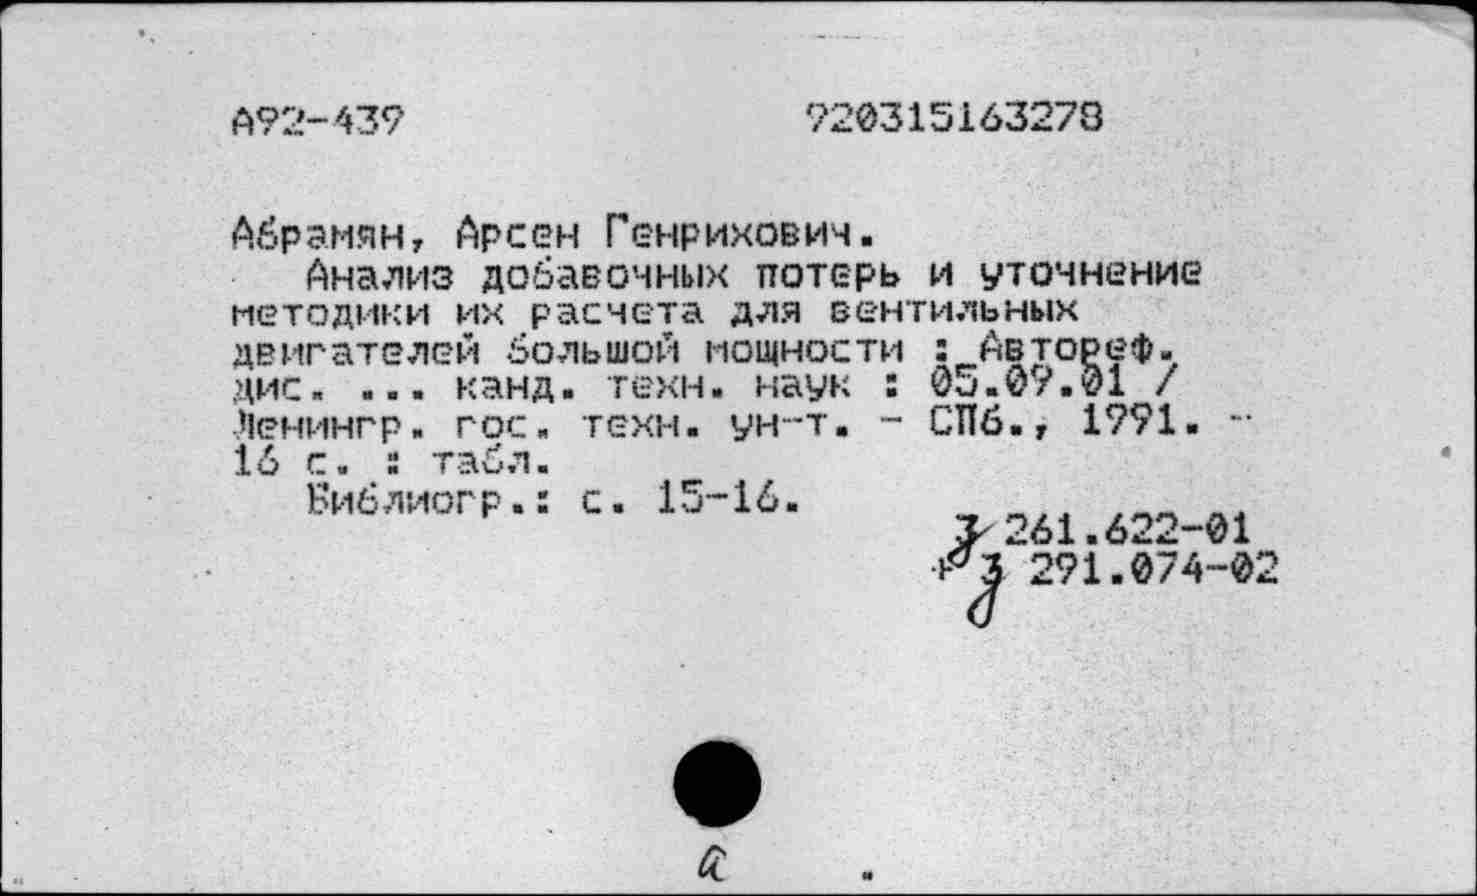 А92-439 920315163278
Абрамян, Арсен Генрихович.
Анализ добавочных потерь и уточнение
методики их расчета для вентильных
двигателей большой мощности : Автореф.
дис. ... канд. техн. наук : 05.09.01 /
Ленингр. гос. техн. ун-т. - СПб., 1991. -
16 с. : табл.
Библиогр.: с. 15-16.
261.622-01
+ 291.074-02
а